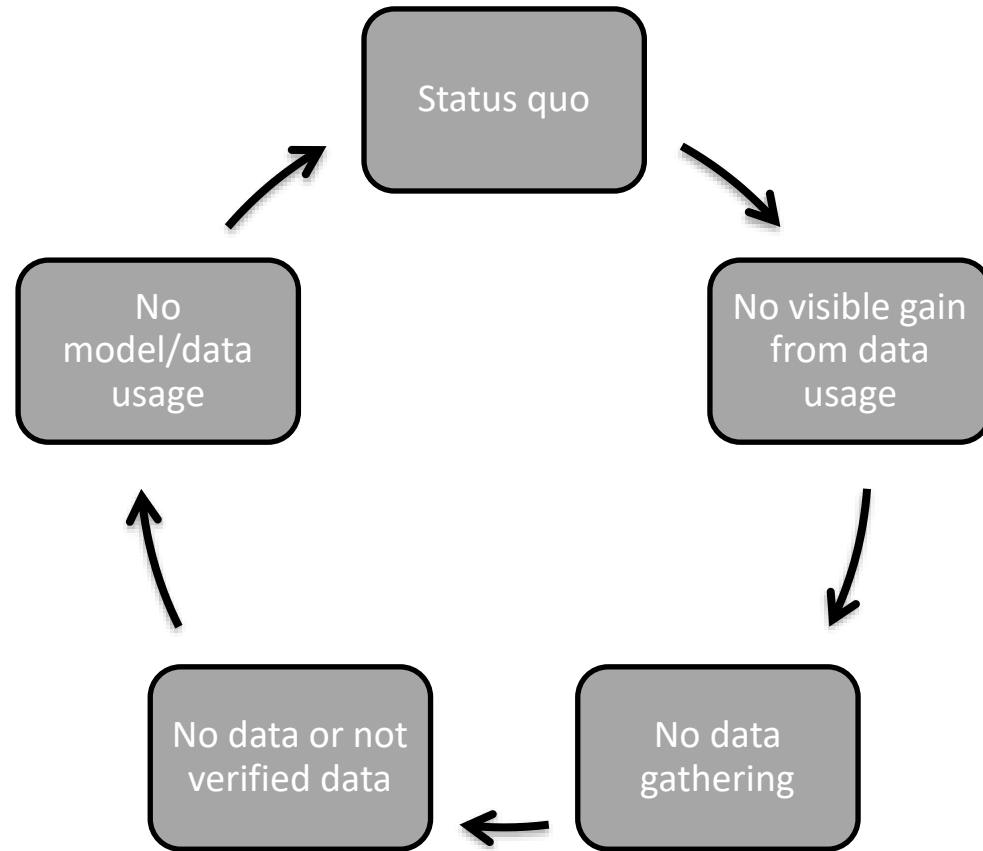 Status quo
No visible gain
from data
usage
No data
gathering
No data or not
verified data
No
model/data
usage